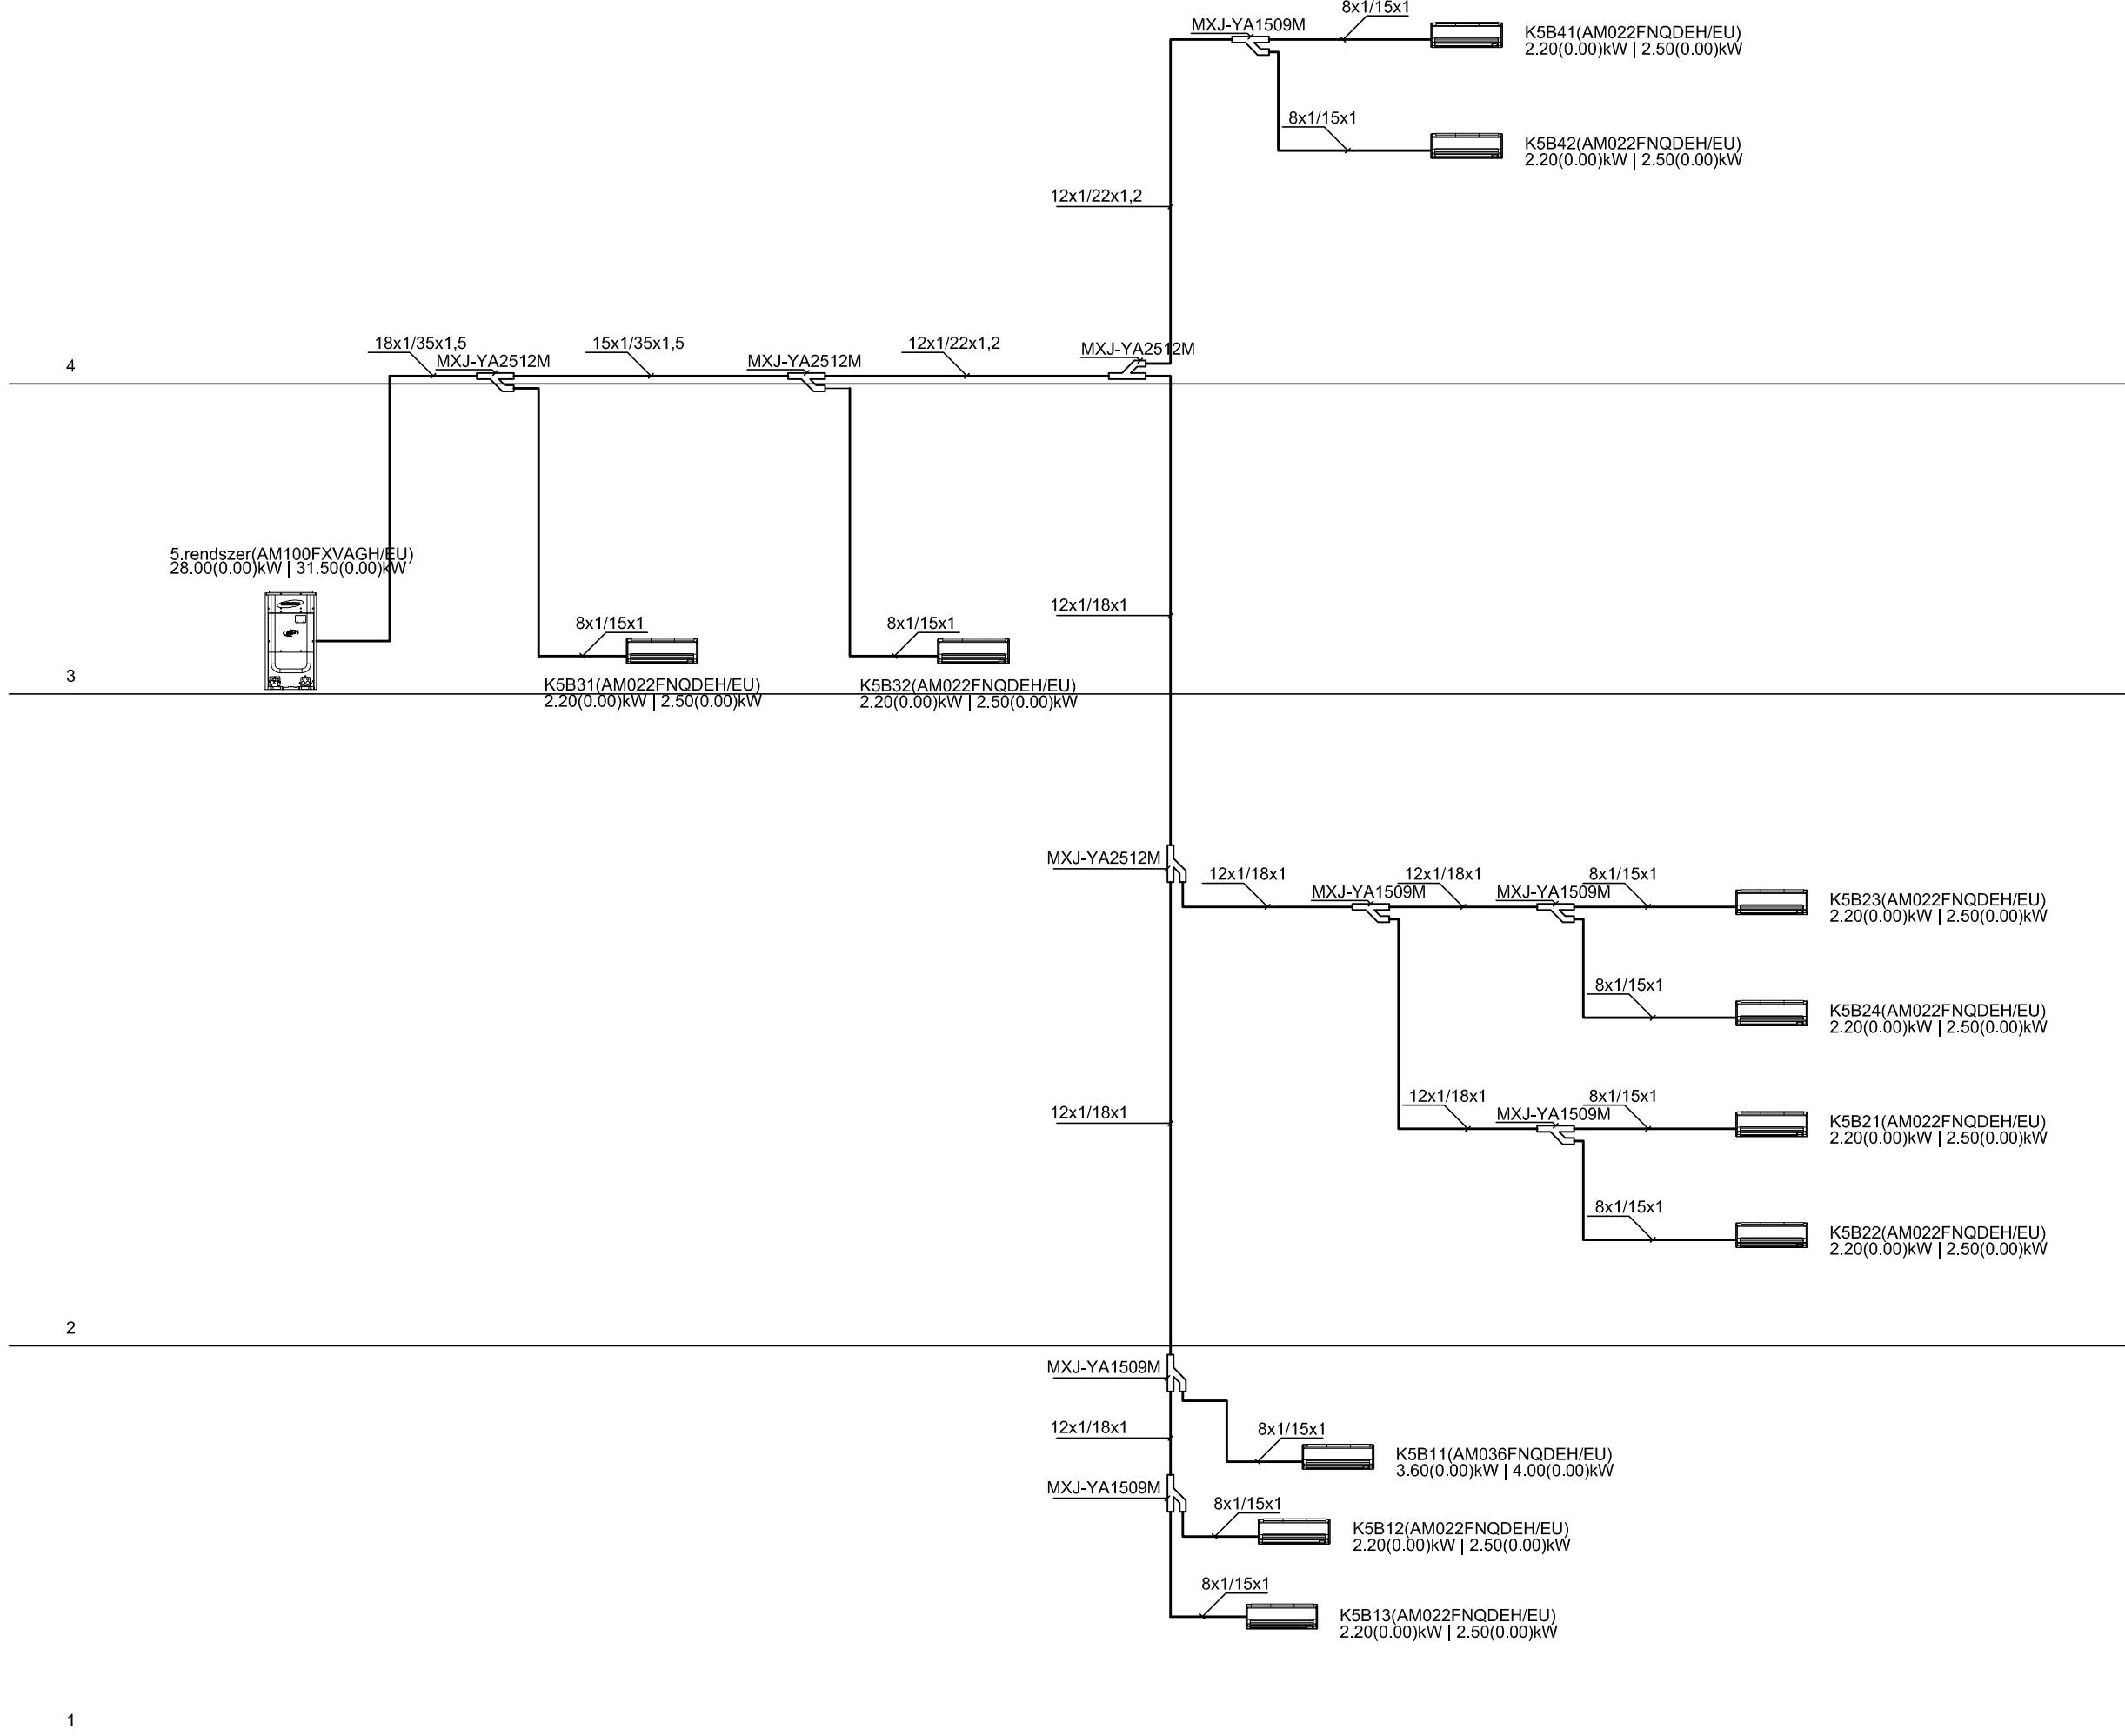 8x1/15x1
MXJ-YA1509M
K5B41(AM022FNQDEH/EU)
2.20(0.00)kW | 2.50(0.00)kW
8x1/15x1
K5B42(AM022FNQDEH/EU)
2.20(0.00)kW | 2.50(0.00)kW
12x1/22x1,2
18x1/35x1,5
MXJ-YA2512M
15x1/35x1,5
MXJ-YA2512M
12x1/22x1,2
MXJ-YA2512M
4
5.rendszer(AM100FXVAGH/EU)
28.00(0.00)kW | 31.50(0.00)kW
12x1/18x1
8x1/15x1
8x1/15x1
3
K5B31(AM022FNQDEH/EU)
2.20(0.00)kW | 2.50(0.00)kW
K5B32(AM022FNQDEH/EU)
2.20(0.00)kW | 2.50(0.00)kW
MXJ-YA2512M
12x1/18x1
MXJ-YA1509M
12x1/18x1
MXJ-YA1509M
8x1/15x1
K5B23(AM022FNQDEH/EU)
2.20(0.00)kW | 2.50(0.00)kW
8x1/15x1
K5B24(AM022FNQDEH/EU)
2.20(0.00)kW | 2.50(0.00)kW
12x1/18x1
12x1/18x1
MXJ-YA1509M
8x1/15x1
K5B21(AM022FNQDEH/EU)
2.20(0.00)kW | 2.50(0.00)kW
8x1/15x1
K5B22(AM022FNQDEH/EU)
2.20(0.00)kW | 2.50(0.00)kW
2
MXJ-YA1509M
12x1/18x1
8x1/15x1
K5B11(AM036FNQDEH/EU)
3.60(0.00)kW | 4.00(0.00)kW
MXJ-YA1509M
8x1/15x1
K5B12(AM022FNQDEH/EU)
2.20(0.00)kW | 2.50(0.00)kW
8x1/15x1
K5B13(AM022FNQDEH/EU)
2.20(0.00)kW | 2.50(0.00)kW
1